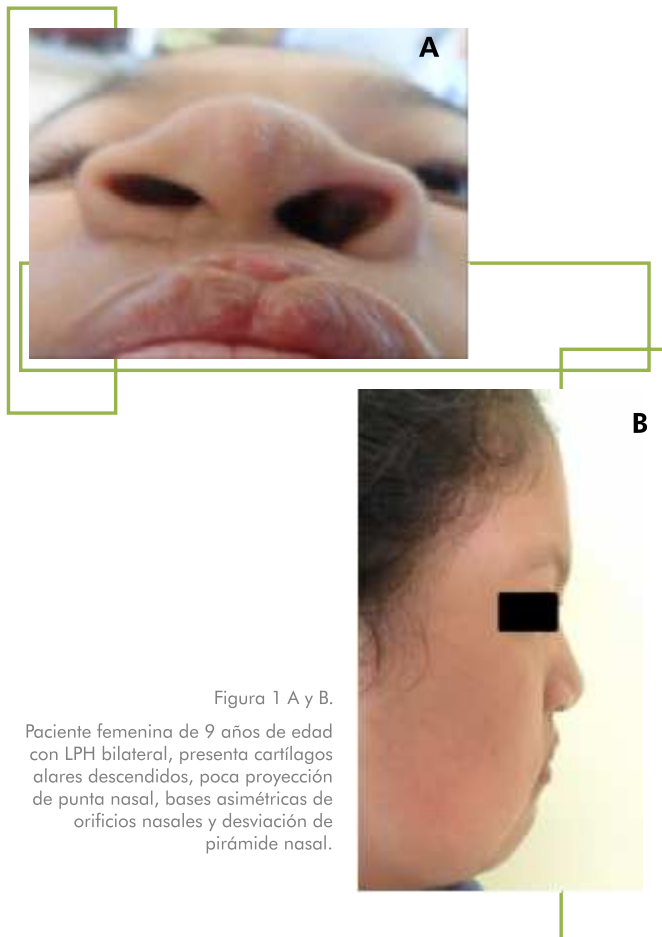 A
B
Figura 1 A y B.
Paciente femenina de 9 años de edad
con LPH bilateral, presenta cartílagos
alares descendidos, poca proyección
de punta nasal, bases asimétricas de
orificios nasales y desviación de
pirámide nasal.